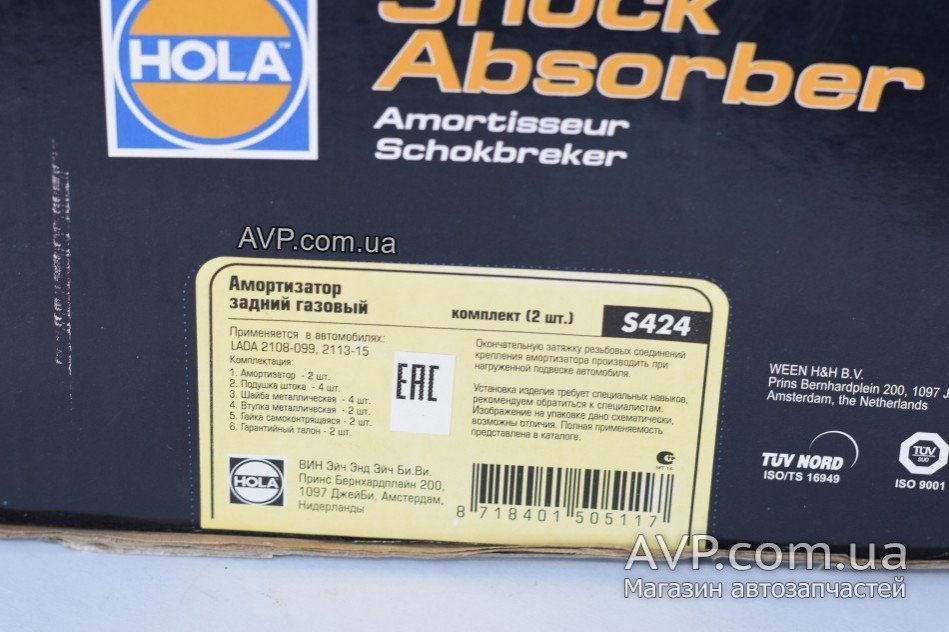 Shock
Absorber
HOLA™
Amortisseur
Schokbreker
AVP.com.ua
Амортизатор
задний газовый
комплект (2 шт.)
S424
Применяется в автомобилях:
LADA 2108-099, 2113-15
Комплектация:
1. Амортизатор - 2 шт.
2. Подушка штока - 4 шт.
3. Шайба металлическая - 4 шт.
4. Втулка металлическая - 2 шт.
5. Гайка самоконтрящаяся - 2 шт.
6. Гарантийный талон - 2 шт.
EAC
Окончательную затяжку резьбовых соединений
крепления амортизатора производить при
нагруженной подвеске автомобиля.
Установка изделия требует специальных навыков,
рекомендуем обратиться к специалистам.
Изображение на упаковке дано схематически,
возможны отличия. Полная применяемость
представлена в каталоге.
HOLA
ВИН Эйч Энд Эйч Би.Ви.
Принс Бернхардплайн 200,
1097 ДжейБи, Амстердам,
Нидерланды
8 718401 505117
WEEN H&H B.V.
Prins Bernhardplein 200, 1097 J
Amsterdam, the Netherlands
TÜV NORD
ISO/TS 16949
TÜV
SÜD
ISO 9001
AVP.com.ua
Магазин автозапчастей